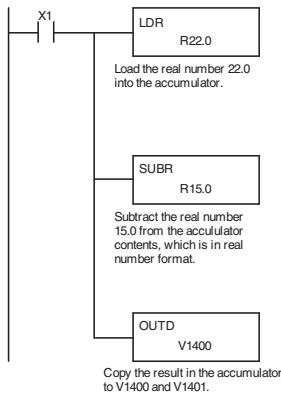 X1
LDR
R22.0
Load the real number 22.0
into the accumulator.
SUBR
R15.0
Subtract the real number
15.0 from the accululator
contents, which is in real
number format.
OUTD
V1400
Copy the result in the accumulator
to V1400 and V1401.